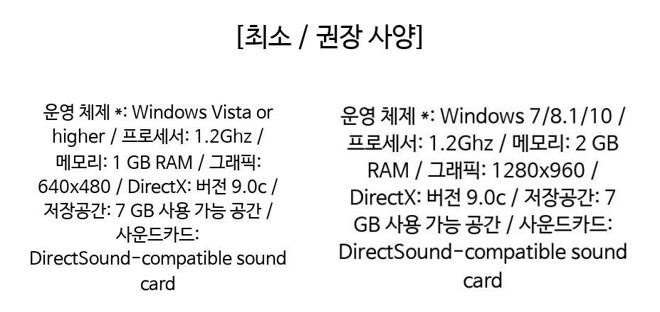 [최소 / 권장 사양]
운영 체제 *: Windows Vista or
higher / 프로세서: 1.2Ghz /
메모리: 1 GB RAM / 그래픽:
640x480 / DirectX: 버전 9.0c /
저장공간: 7 GB 사용 가능 공간 /
사운드카드:
DirectSound-compatible sound
card
운영 체제 *: Windows 7/8.1/10 /
프로세서: 1.2Ghz / 메모리: 2 GB
RAM / 그래픽: 1280x960 /
DirectX: 버전 9.0c / 저장공간: 7
GB 사용 가능 공간 / 사운드카드:
DirectSound-compatible sound
card